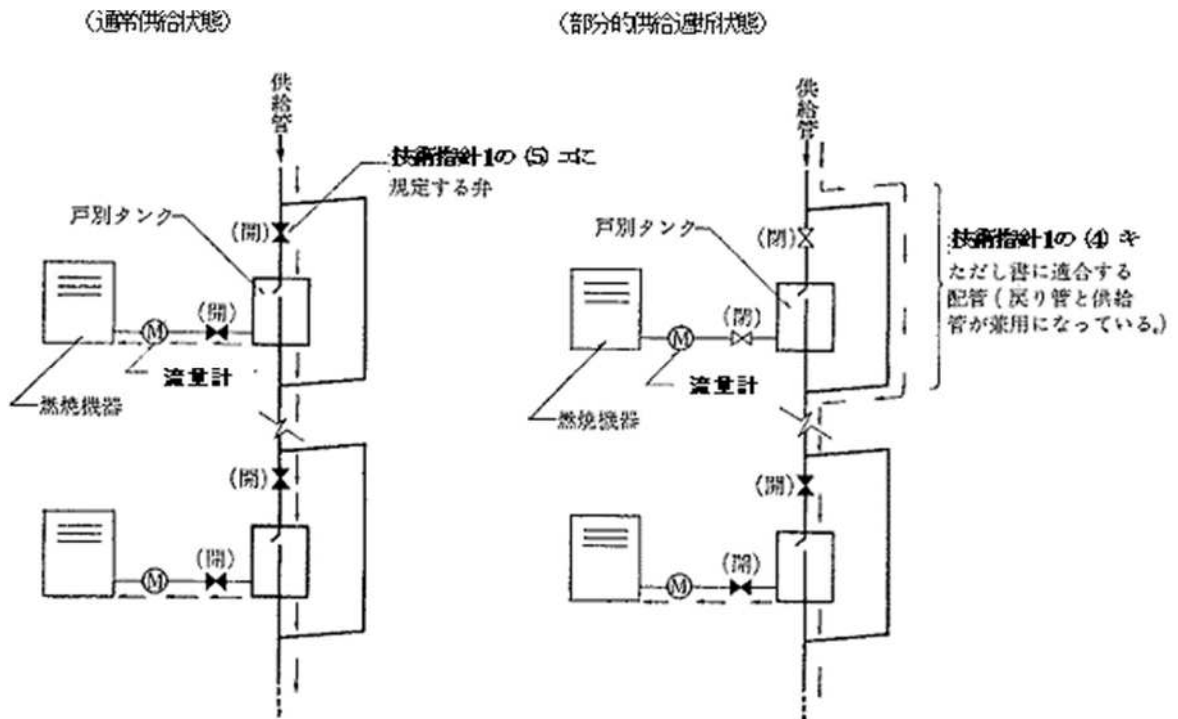 (通常供給状態)
供給管
技術指針1の (5) エに
規定する弁
戸別タンク
(開)
(開)
M
流量計
燃焼機器
(開)
(開)
M
(部分的供給遮断状態)
供給管
戸別タンク
(閉)
(閉)
M
流量計
燃焼機器
技術指針1の (4) キ
ただし書に適合する
配管(戻り管と供給
管が兼用になっている。)
(開)
(開)
M